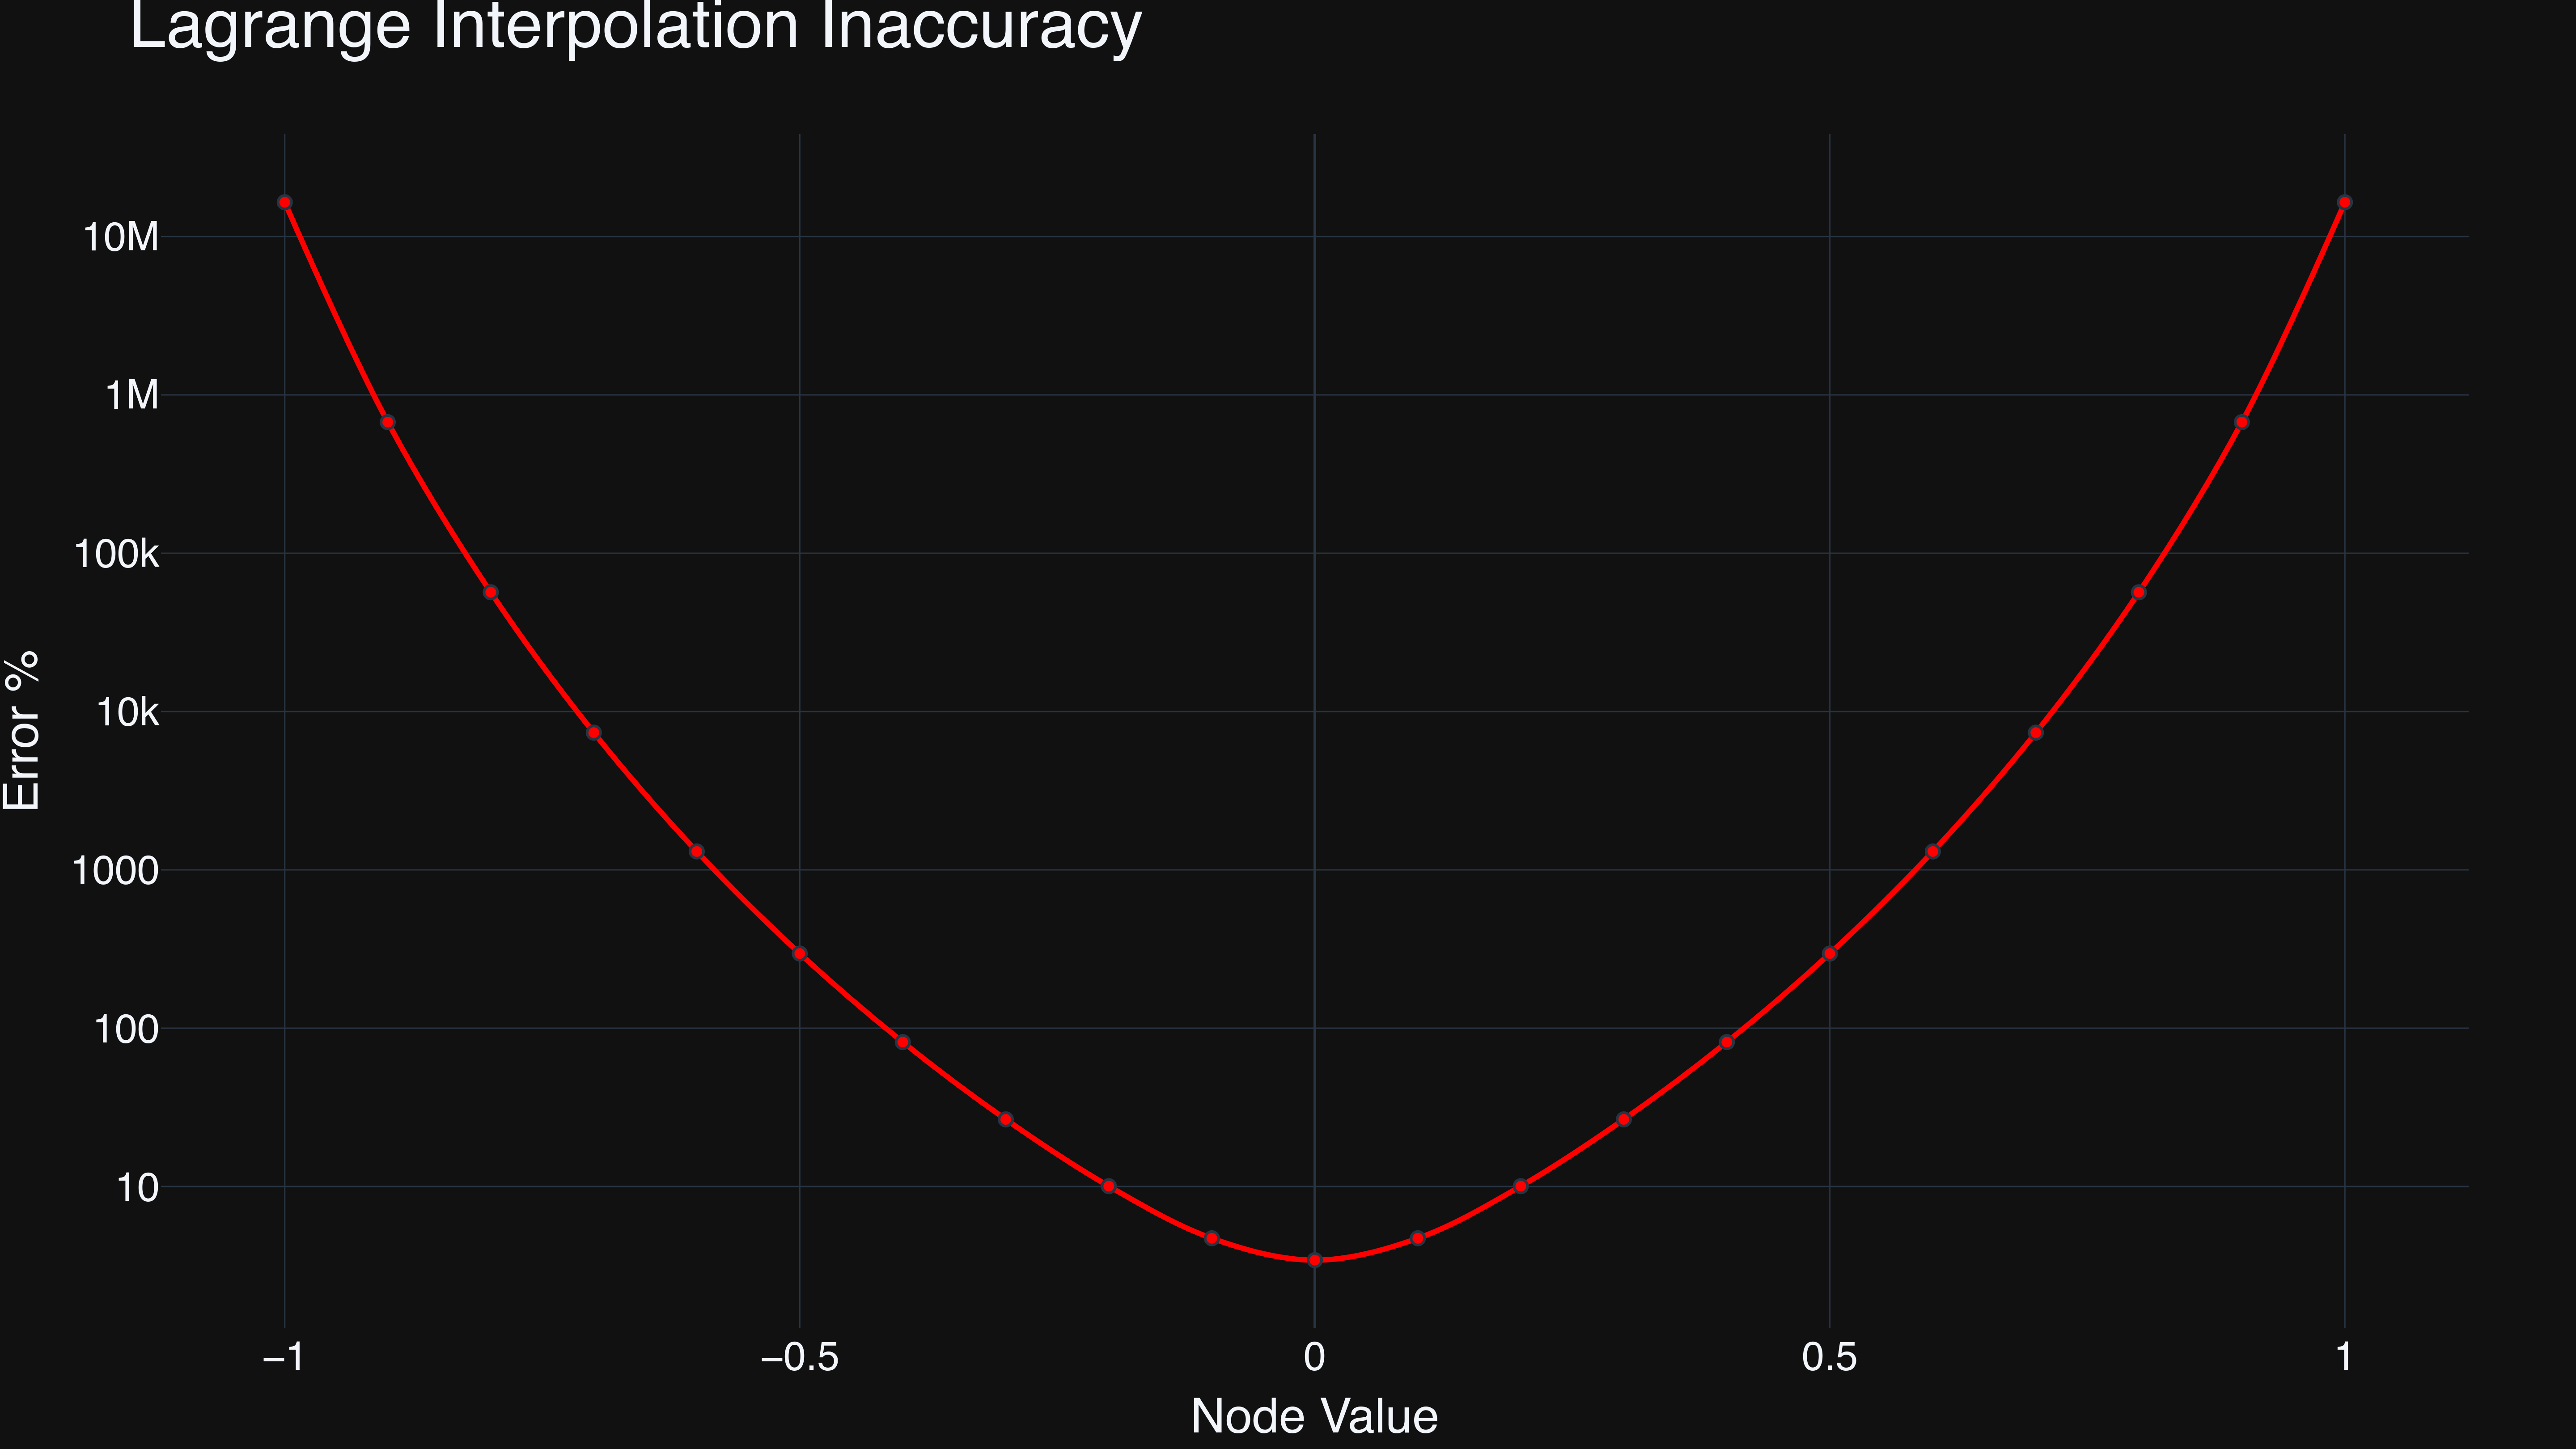 Lagrange Interpolation Inaccuracy
10M
1M
100k
10k
1000
100
10
Error %
−1
−0.5
0
0.5
1
Node Value